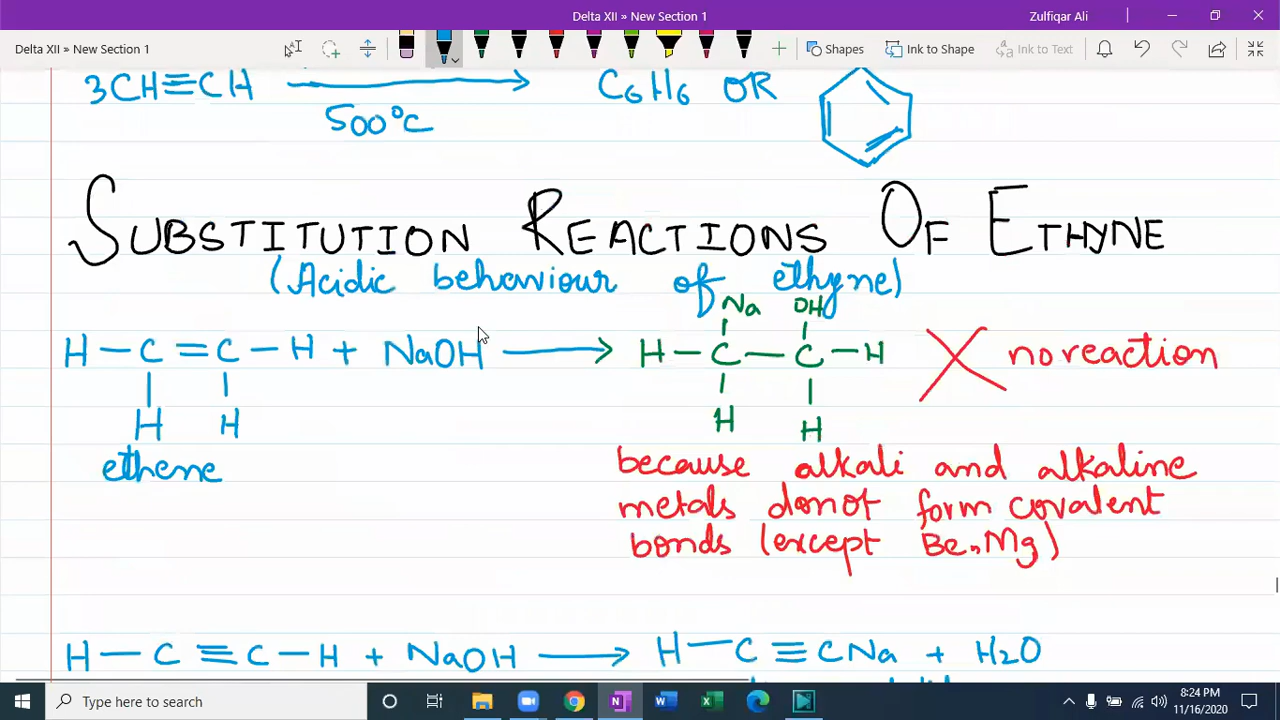 Delta XII » New Section 1
Zulfiqar Ali
Delta XII » New Section 1
Shapes
Ink to Shape
Ink to Text
3CH≡CH ⟶ C6H6 OR
500°C
SUBSTITUTION REACTIONS OF ETHYNE
(Acidic behaviour of ethyne)
Na OH
H—C=C—H + NaOH ⟶ H—C—C—H no reaction
H H H H
ethene
because alkali and alkaline
metals donot form covalent
bonds (except Be,Mg)
H—C≡C—H + NaOH ⟶ H—C≡CNa + H2O
Type here to search
8:24 PM
11/16/2020